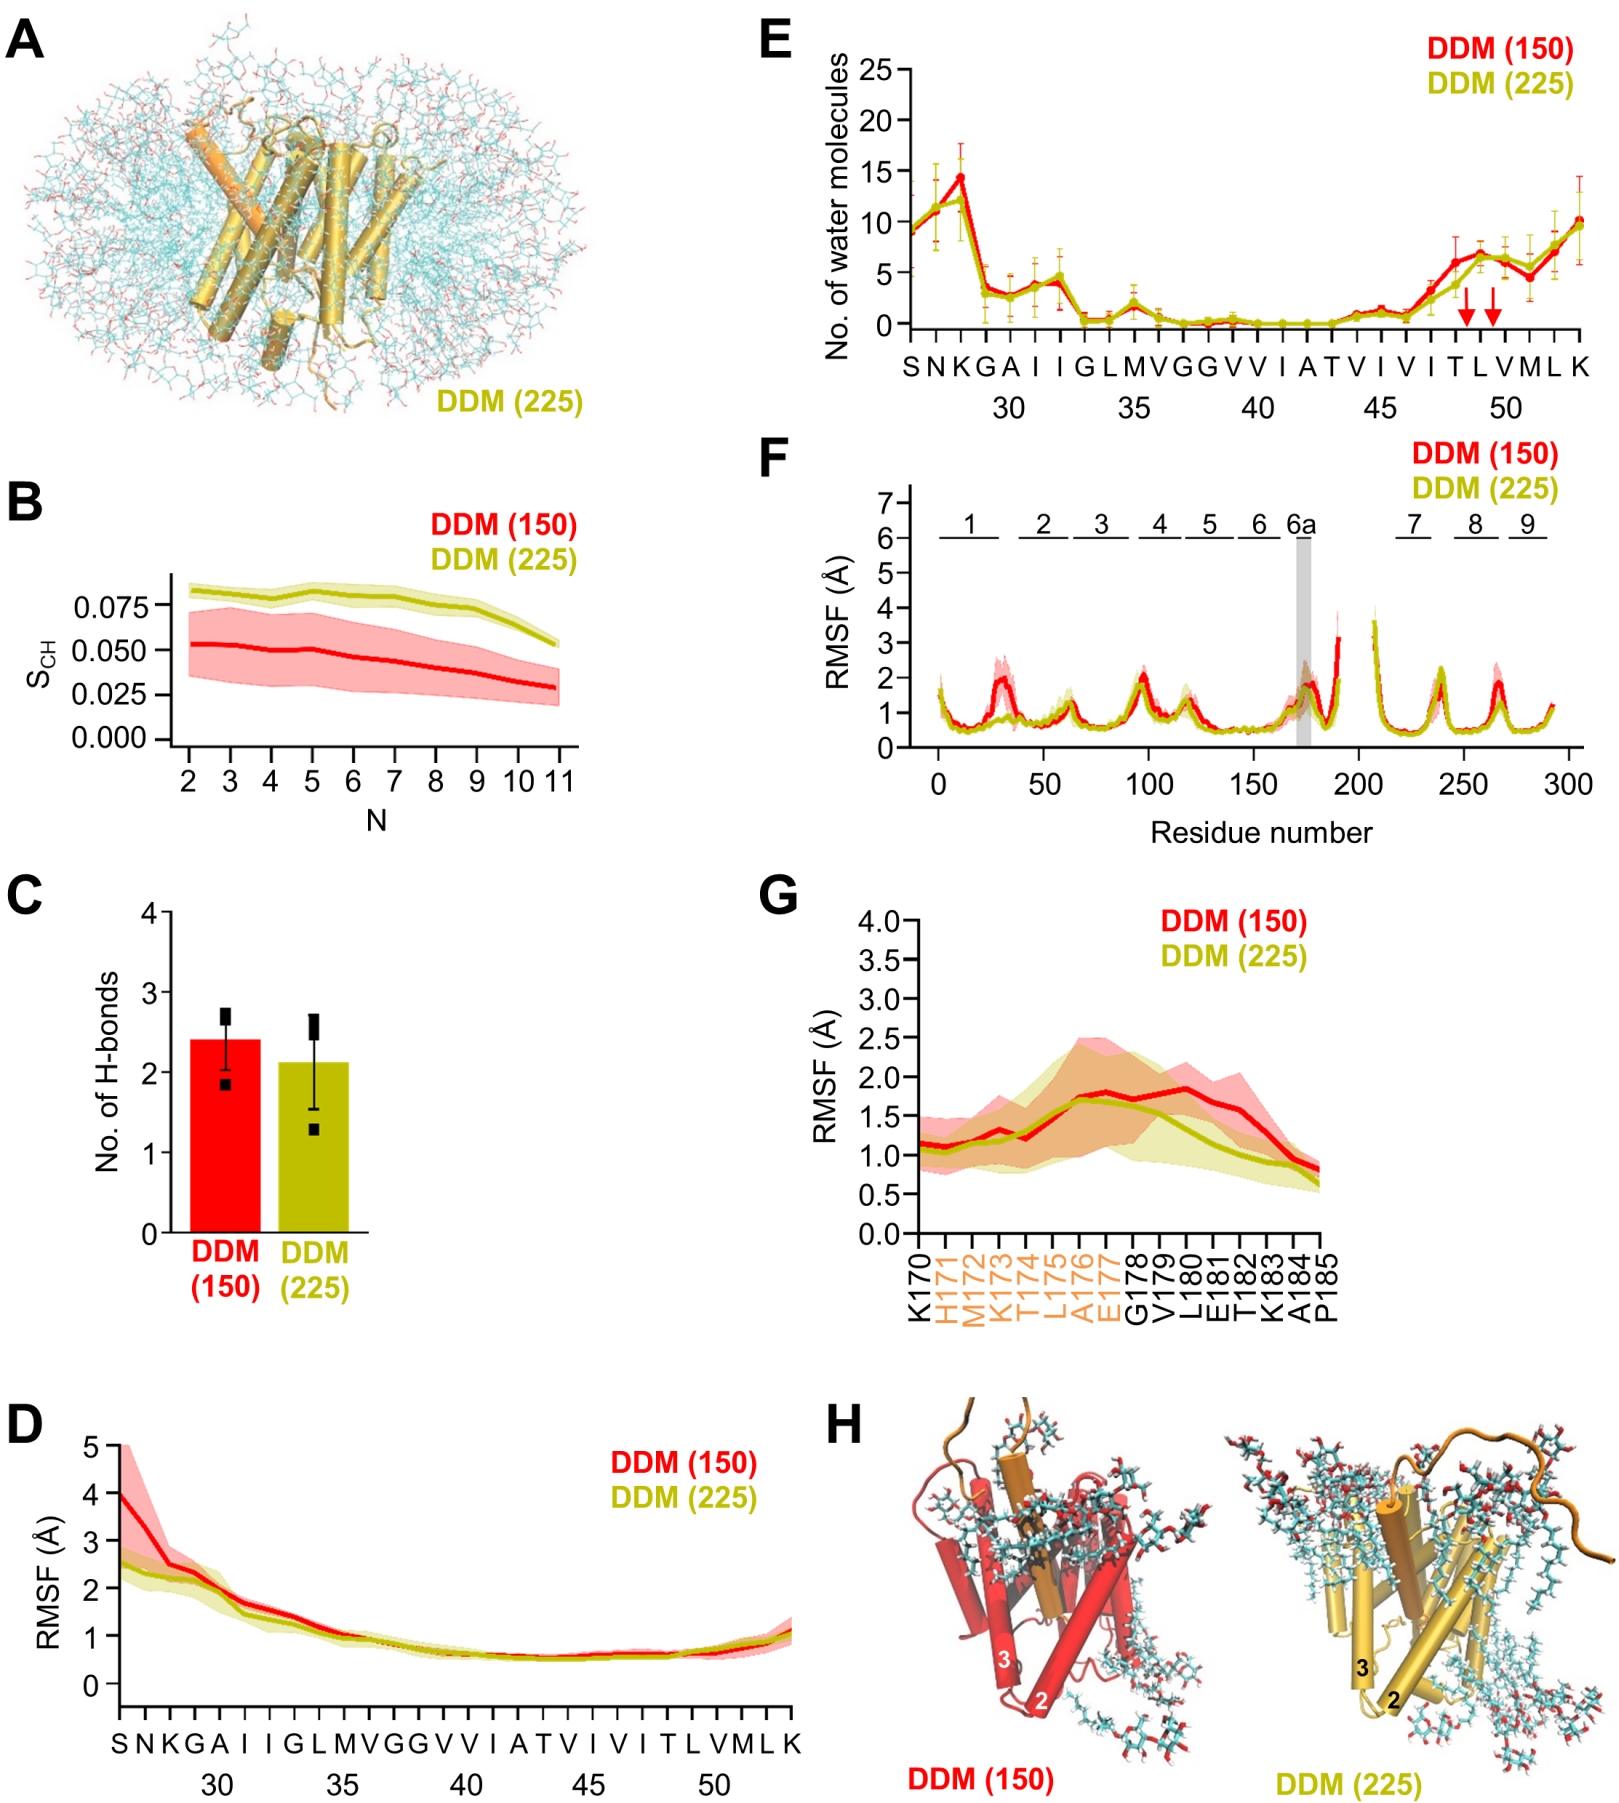 A
DDM (225)
B
DDM (150)
DDM (225)
S_CH
0.075
0.050
0.025
0.000
2 3 4 5 6 7 8 9 10 11
N
C
No. of H-bonds
4
3
2
1
0
DDM (150)
DDM (225)
D
DDM (150)
DDM (225)
RMSF (Å)
5
4
3
2
1
0
S N K G A I I G L M V G G V V I A T V I V I T L V M L K
30 35 40 45 50
E
DDM (150)
DDM (225)
No. of water molecules
25
20
15
10
5
0
S N K G A I I G L M V G G V V I A T V I V I T L V M L K
30 35 40 45 50
F
DDM (150)
DDM (225)
RMSF (Å)
7
6
5
4
3
2
1
0
1 2 3 4 5 6 6a 7 8 9
0 50 100 150 200 250 300
Residue number
G
DDM (150)
DDM (225)
RMSF (Å)
4.0
3.5
3.0
2.5
2.0
1.5
1.0
0.5
0.0
K170 H171 M172 K173 T174 L175 A176 E177 G178 V179 L180 E181 T182 K183 A184 P185
H
3
2
DDM (150)
3
2
DDM (225)